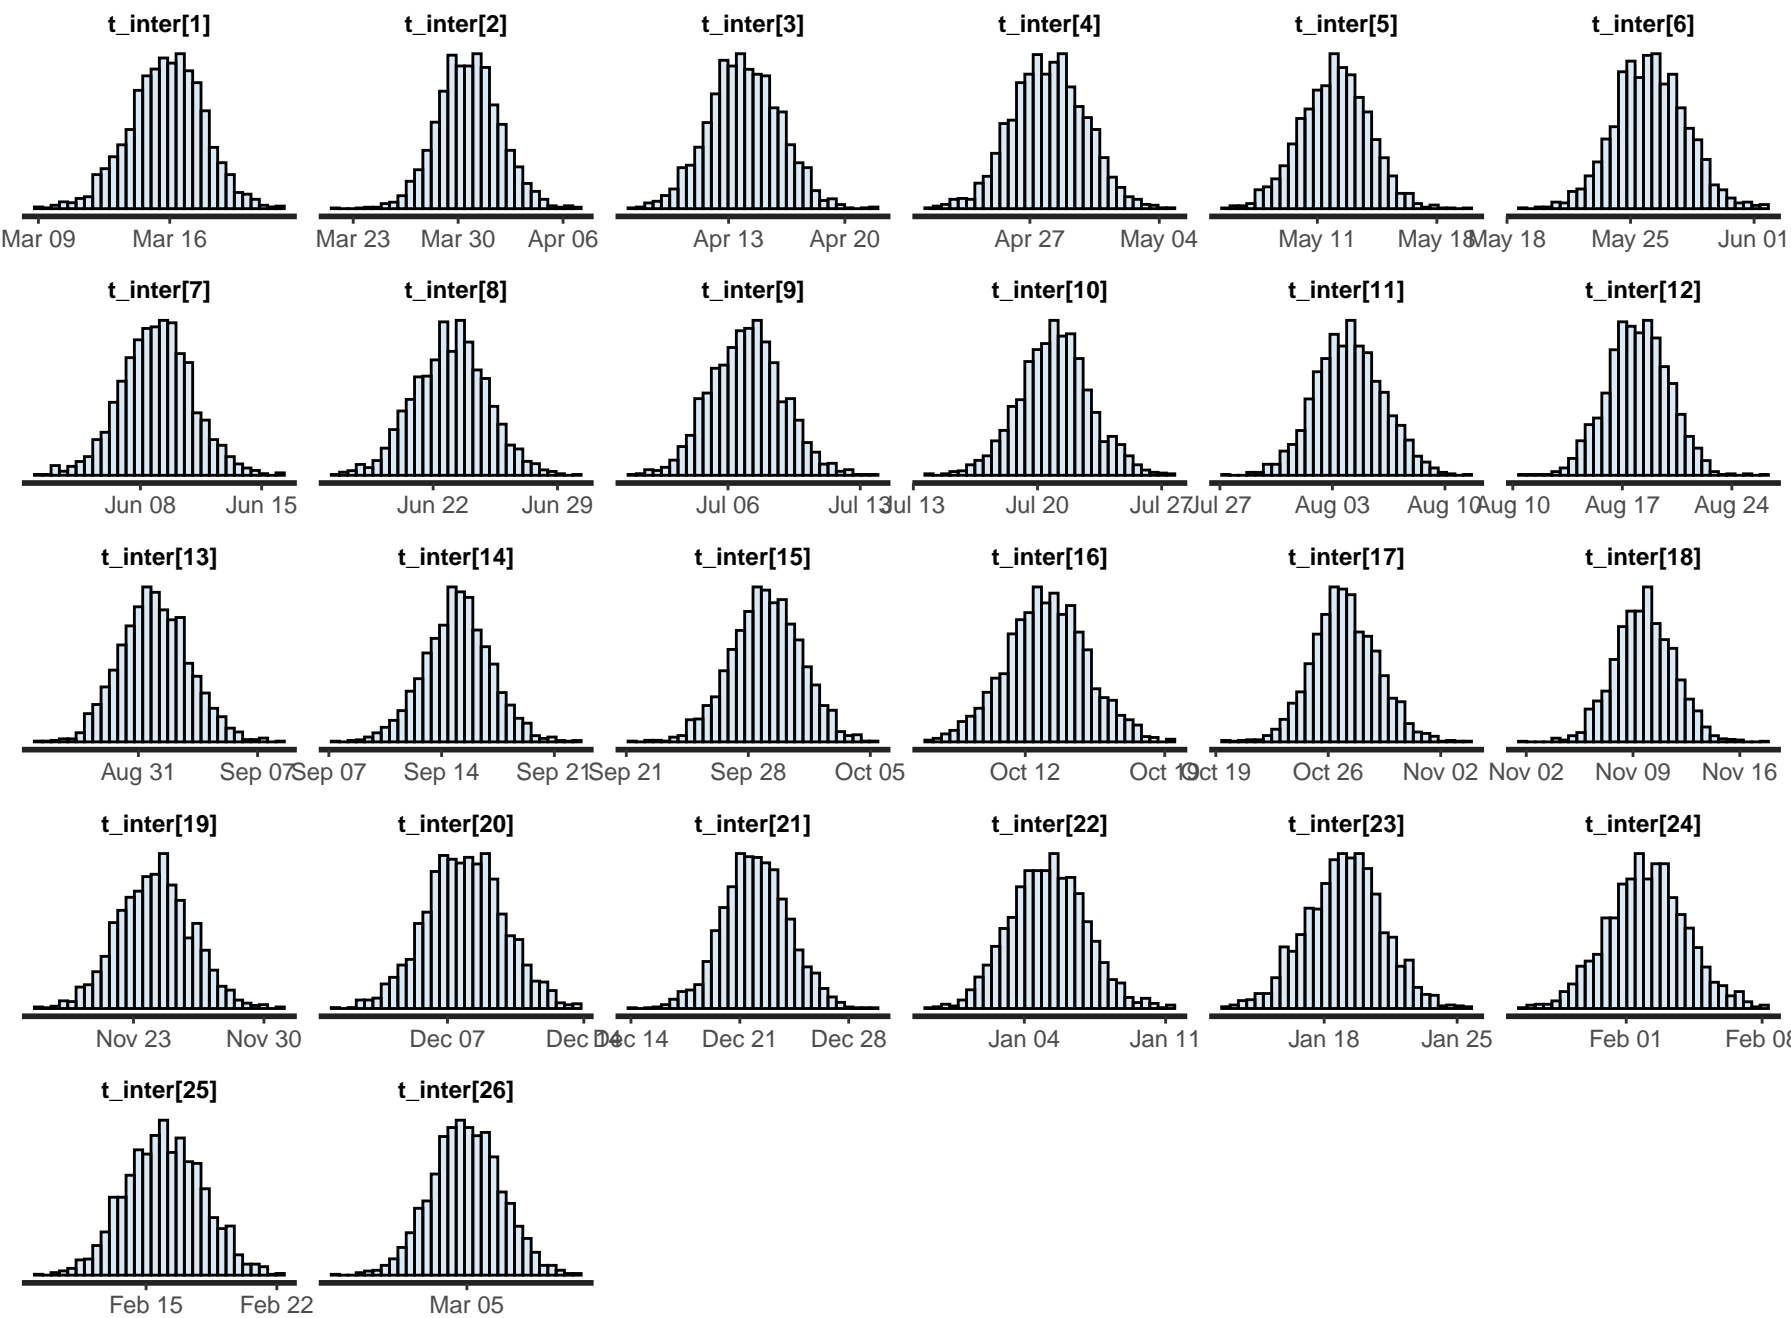 t_inter[1] t_inter[2] t_inter[3] t_inter[4] t_inter[5] t_inter[6]
Mar 09 Mar 16 Mar 23 Mar 30 Apr 06 Apr 13 Apr 20 Apr 27 May 04 May 11 May 18 May 18 May 25 Jun 01
t_inter[7] t_inter[8] t_inter[9] t_inter[10] t_inter[11] t_inter[12]
Jun 08 Jun 15 Jun 22 Jun 29 Jul 06 Jul 13 Jul 13 Jul 20 Jul 27 Jul 27 Aug 03 Aug 10 Aug 10 Aug 17 Aug 24
t_inter[13] t_inter[14] t_inter[15] t_inter[16] t_inter[17] t_inter[18]
Aug 31 Sep 07 Sep 07 Sep 14 Sep 21 Sep 21 Sep 28 Oct 05 Oct 12 Oct 19 Oct 19 Oct 26 Nov 02 Nov 02 Nov 09 Nov 16
t_inter[19] t_inter[20] t_inter[21] t_inter[22] t_inter[23] t_inter[24]
Nov 23 Nov 30 Dec 07 Dec 14 Dec 14 Dec 21 Dec 28 Jan 04 Jan 11 Jan 18 Jan 25 Feb 01 Feb 08
t_inter[25] t_inter[26]
Feb 15 Feb 22 Mar 05